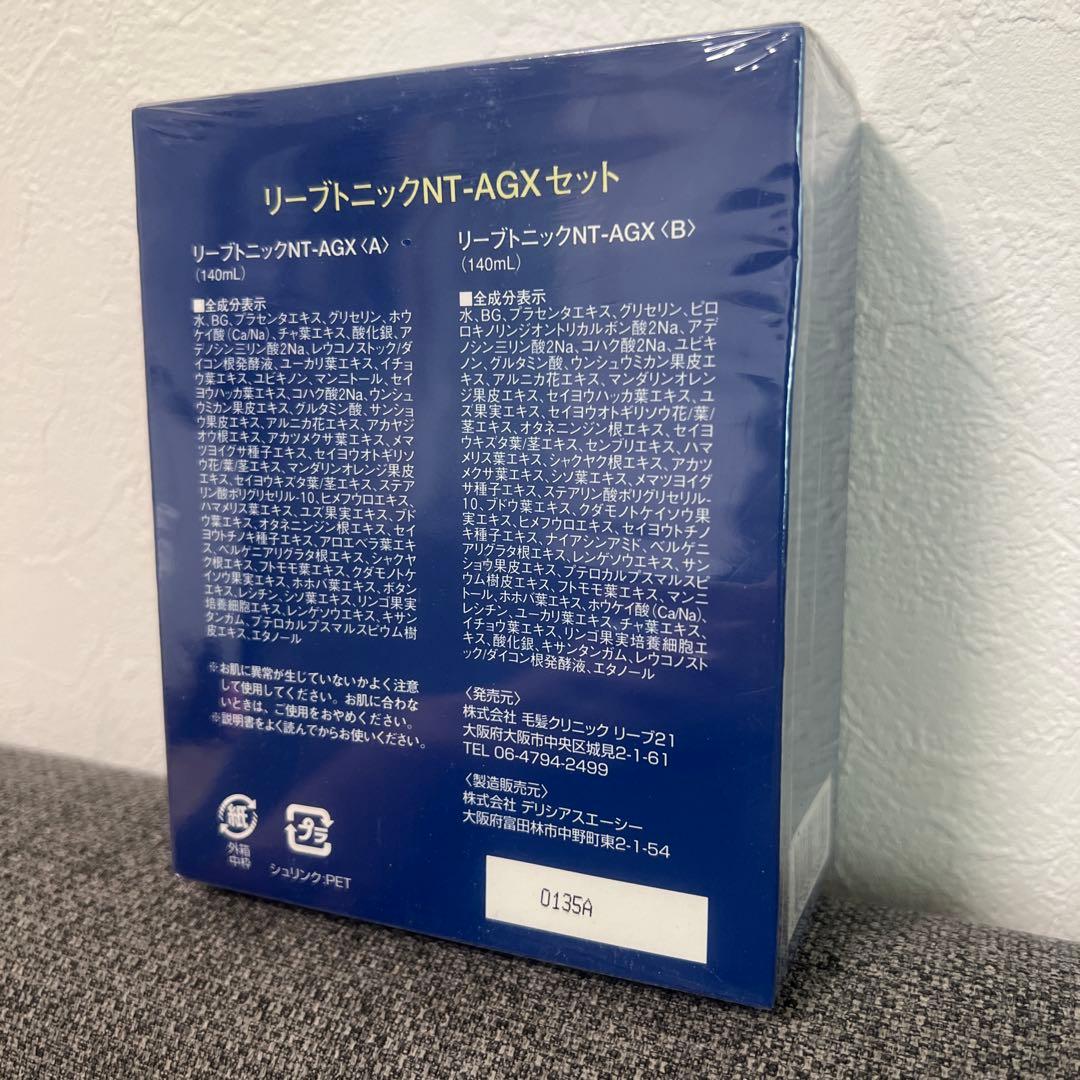 リーブトニックNT-AGXセット
リーブトニックNT-AGX〈A〉
(140mL)
■全成分表示
水、BG、プラセンタエキス、グリセリン、ホウ
ケイ酸(Ca/Na)、チャ葉エキス、酸化銀、ア
デノシン三リン酸2Na、レウコノストック/ダ
イコン根発酵液、ユーカリ葉エキス、イチョ
ウ葉エキス、ユビキノン、マンニトール、セイ
ヨウハッカ葉エキス、コハク酸2Na、ウンシュ
ウミカン果皮エキス、グルタミン酸、サンショ
ウ果皮エキス、アルニカ花エキス、アカヤジ
オウ根エキス、アカツメクサ葉エキス、メマ
ツヨイグサ種子エキス、セイヨウオトギリソ
ウ花/葉/茎エキス、マンダリンオレンジ果皮
エキス、セイヨウキズタ葉/茎エキス、ステア
リン酸ポリグリセリル-10、ヒメフウロエキス、
ハマメリス葉エキス、ユズ果実エキス、ブド
ウ葉エキス、オタネニンジン根エキス、セイ
ヨウトチノキ種子エキス、アロエベラ葉エキ
ス、ベルゲニアリグラタ根エキス、シャクヤ
ク根エキス、フトモモ葉エキス、クダモノトケ
イソウ果実エキス、ホホバ葉エキス、ボタン
エキス、レシチン、シソ葉エキス、リンゴ果実
培養細胞エキス、レンゲソウエキス、キサン
タンガム、プテロカルプスマルスピウム樹
皮エキス、エタノール
※お肌に異常が生じていないかよく注意
して使用してください。お肌に合わな
いときは、ご使用をおやめください。
※説明書をよく読んでからお使いください。
リーブトニックNT-AGX〈B〉
(140mL)
■全成分表示
水、BG、プラセンタエキス、グリセリン、ピロ
ロキノリンジオントリカルボン酸2Na、アデ
ノシン三リン酸2Na、コハク酸2Na、ユビキ
ノン、グルタミン酸、ウンシュウミカン果皮エ
キス、アルニカ花エキス、マンダリンオレン
ジ果皮エキス、セイヨウハッカ葉エキス、ユ
ズ果実エキス、セイヨウオトギリソウ花/葉/
茎エキス、オタネニンジン根エキス、セイヨ
ウキズタ葉/茎エキス、センブリエキス、ハマ
メリス葉エキス、シャクヤク根エキス、アカツ
メクサ葉エキス、シソ葉エキス、メマツヨイグ
サ種子エキス、ステアリン酸ポリグリセリル-
10、ブドウ葉エキス、クダモノトケイソウ果
実エキス、ヒメフウロエキス、セイヨウトチノ
キ種子エキス、ナイアシンアミド、ベルゲニ
アリグラタ根エキス、レンゲソウエキス、サン
ショウ果皮エキス、プテロカルプスマルスピ
ウム樹皮エキス、フトモモ葉エキス、マンニ
トール、ホホバ葉エキス、ホウケイ酸(Ca/Na)、
レシチン、ユーカリ葉エキス、チャ葉エキス、
イチョウ葉エキス、リンゴ果実培養細胞エ
キス、酸化銀、キサンタンガム、レウコノスト
ック/ダイコン根発酵液、エタノール
〈発売元〉
株式会社 毛髪クリニック リーブ21
大阪府大阪市中央区城見2-1-61
TEL 06-4794-2499
〈製造販売元〉
株式会社 デリシアスエーシー
大阪府富田林市中野町東2-1-54
紙
外箱
中枠
プラ
シュリンク:PET
0135A